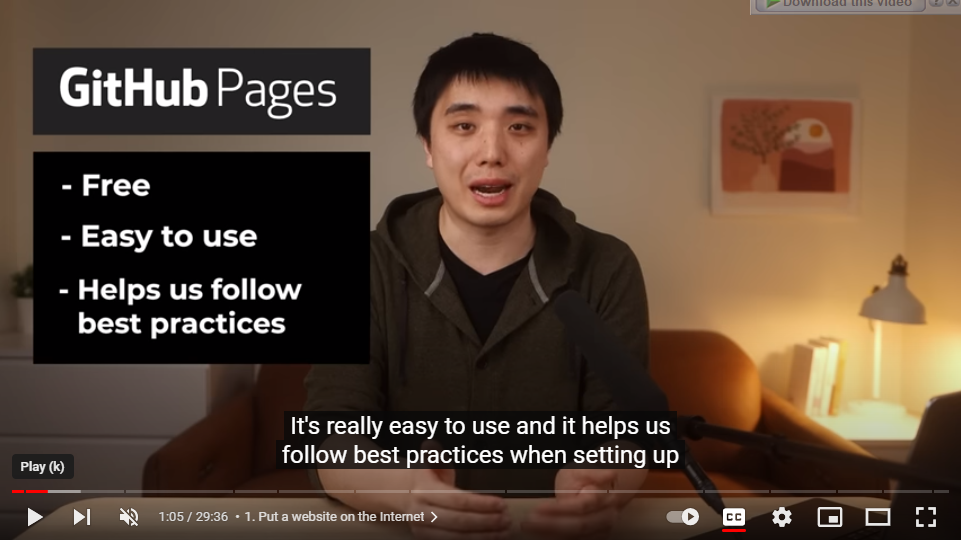 Download this video
GitHub Pages
- Free
- Easy to use
- Helps us follow
best practices
It's really easy to use and it helps us
follow best practices when setting up
Play (k)
1:05 / 29:36 • 1. Put a website on the Internet
CC